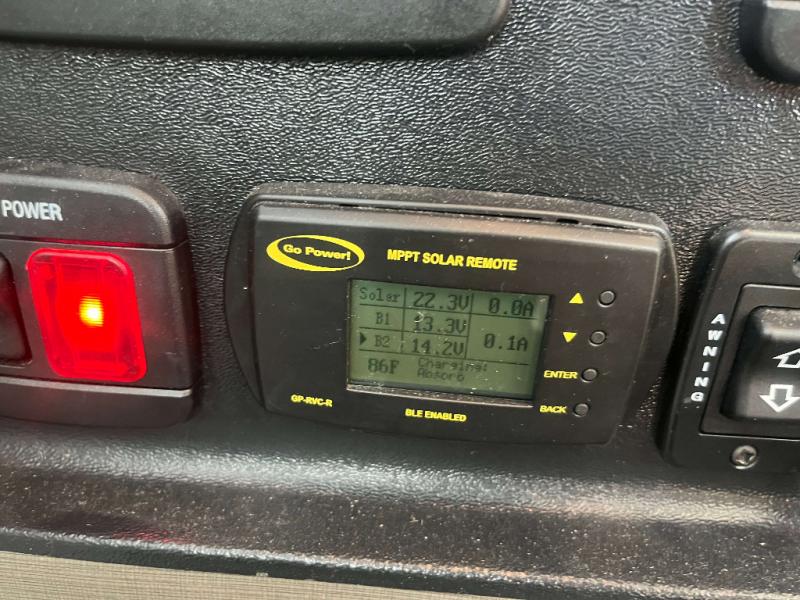 POWER
Go Power!
MPPT SOLAR REMOTE
Solar 22.3V 0.0A
B1 13.3V
B2 14.2V 0.1A
86F Charging:
Absorb
ENTER
BACK
GP-RVC-R
BLE ENABLED
AWNING